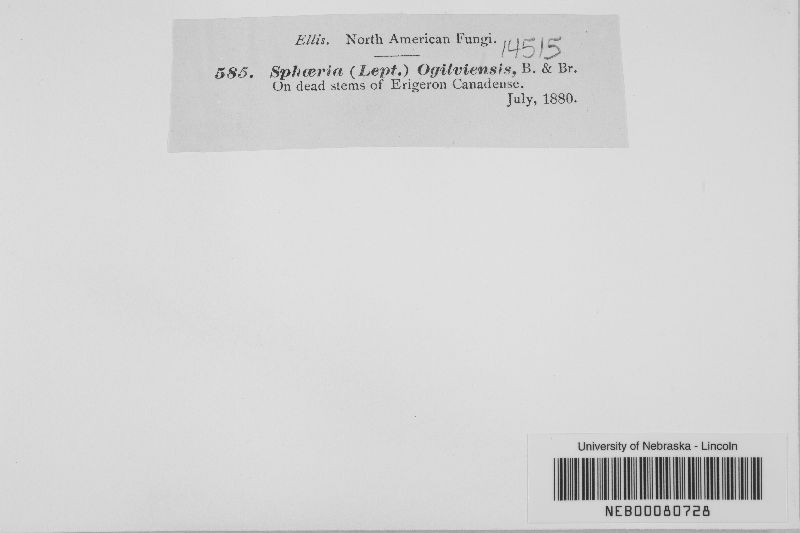 Ellis. North American Fungi. 14515
585. Sphæria (Lept.) Ogilviensis, B. & Br.
On dead stems of Erigeron Canadense.
July, 1880.
University of Nebraska - Lincoln
NEB00080728